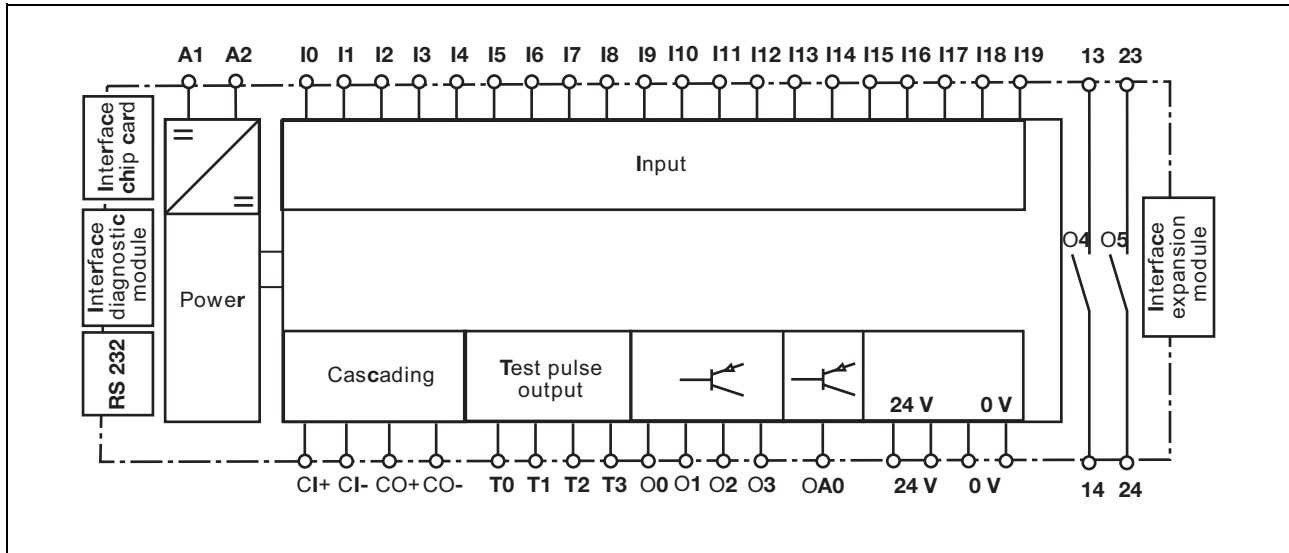 A1 A2 I0 I1 I2 I3 I4 I5 I6 I7 I8 I9 I10 I11 I12 I13 I14 I15 I16 I17 I18 I19 13 23
Interface
chip card
Input
Interface
diagnostic
module
Power
O4 O5
Interface
expansion
module
RS 232
Cascading
Test pulse
output
24 V 0 V
CI+ CI- CO+ CO- T0 T1 T2 T3 O0 O1 O2 O3 OA0 24 V 0 V 14 24